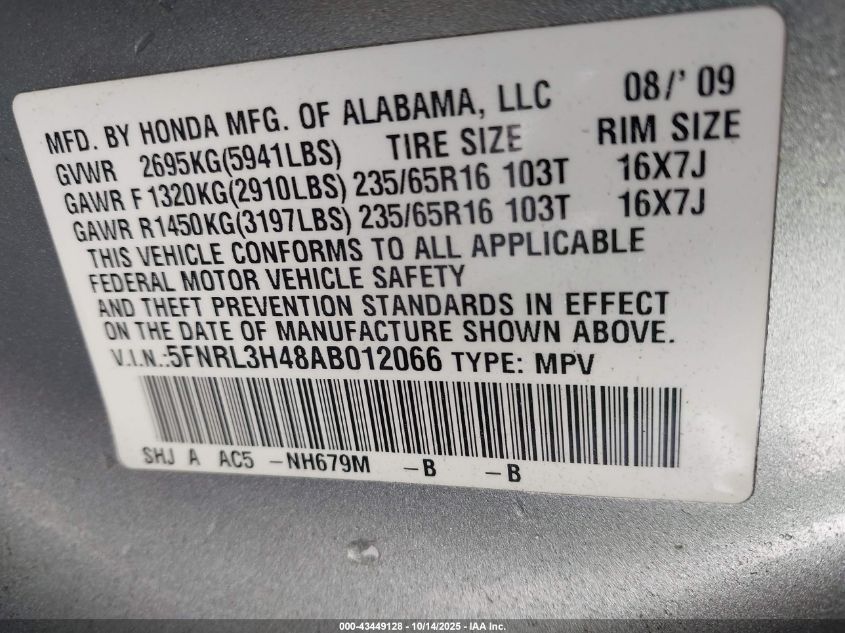 MFD. BY HONDA MFG. OF ALABAMA, LLC 08/' 09
GVWR 2695KG(5941LBS) TIRE SIZE RIM SIZE
GAWR F 1320KG(2910LBS) 235/65R16 103T 16X7J
GAWR R1450KG(3197LBS) 235/65R16 103T 16X7J
THIS VEHICLE CONFORMS TO ALL APPLICABLE
FEDERAL MOTOR VEHICLE SAFETY
AND THEFT PREVENTION STANDARDS IN EFFECT
ON THE DATE OF MANUFACTURE SHOWN ABOVE.
V.I.N.:5FNRL3H48AB012066 TYPE: MPV
SHJ A AC5 -NH679M -B -B
000-43449128 - 10/14/2025 - IAA Inc.